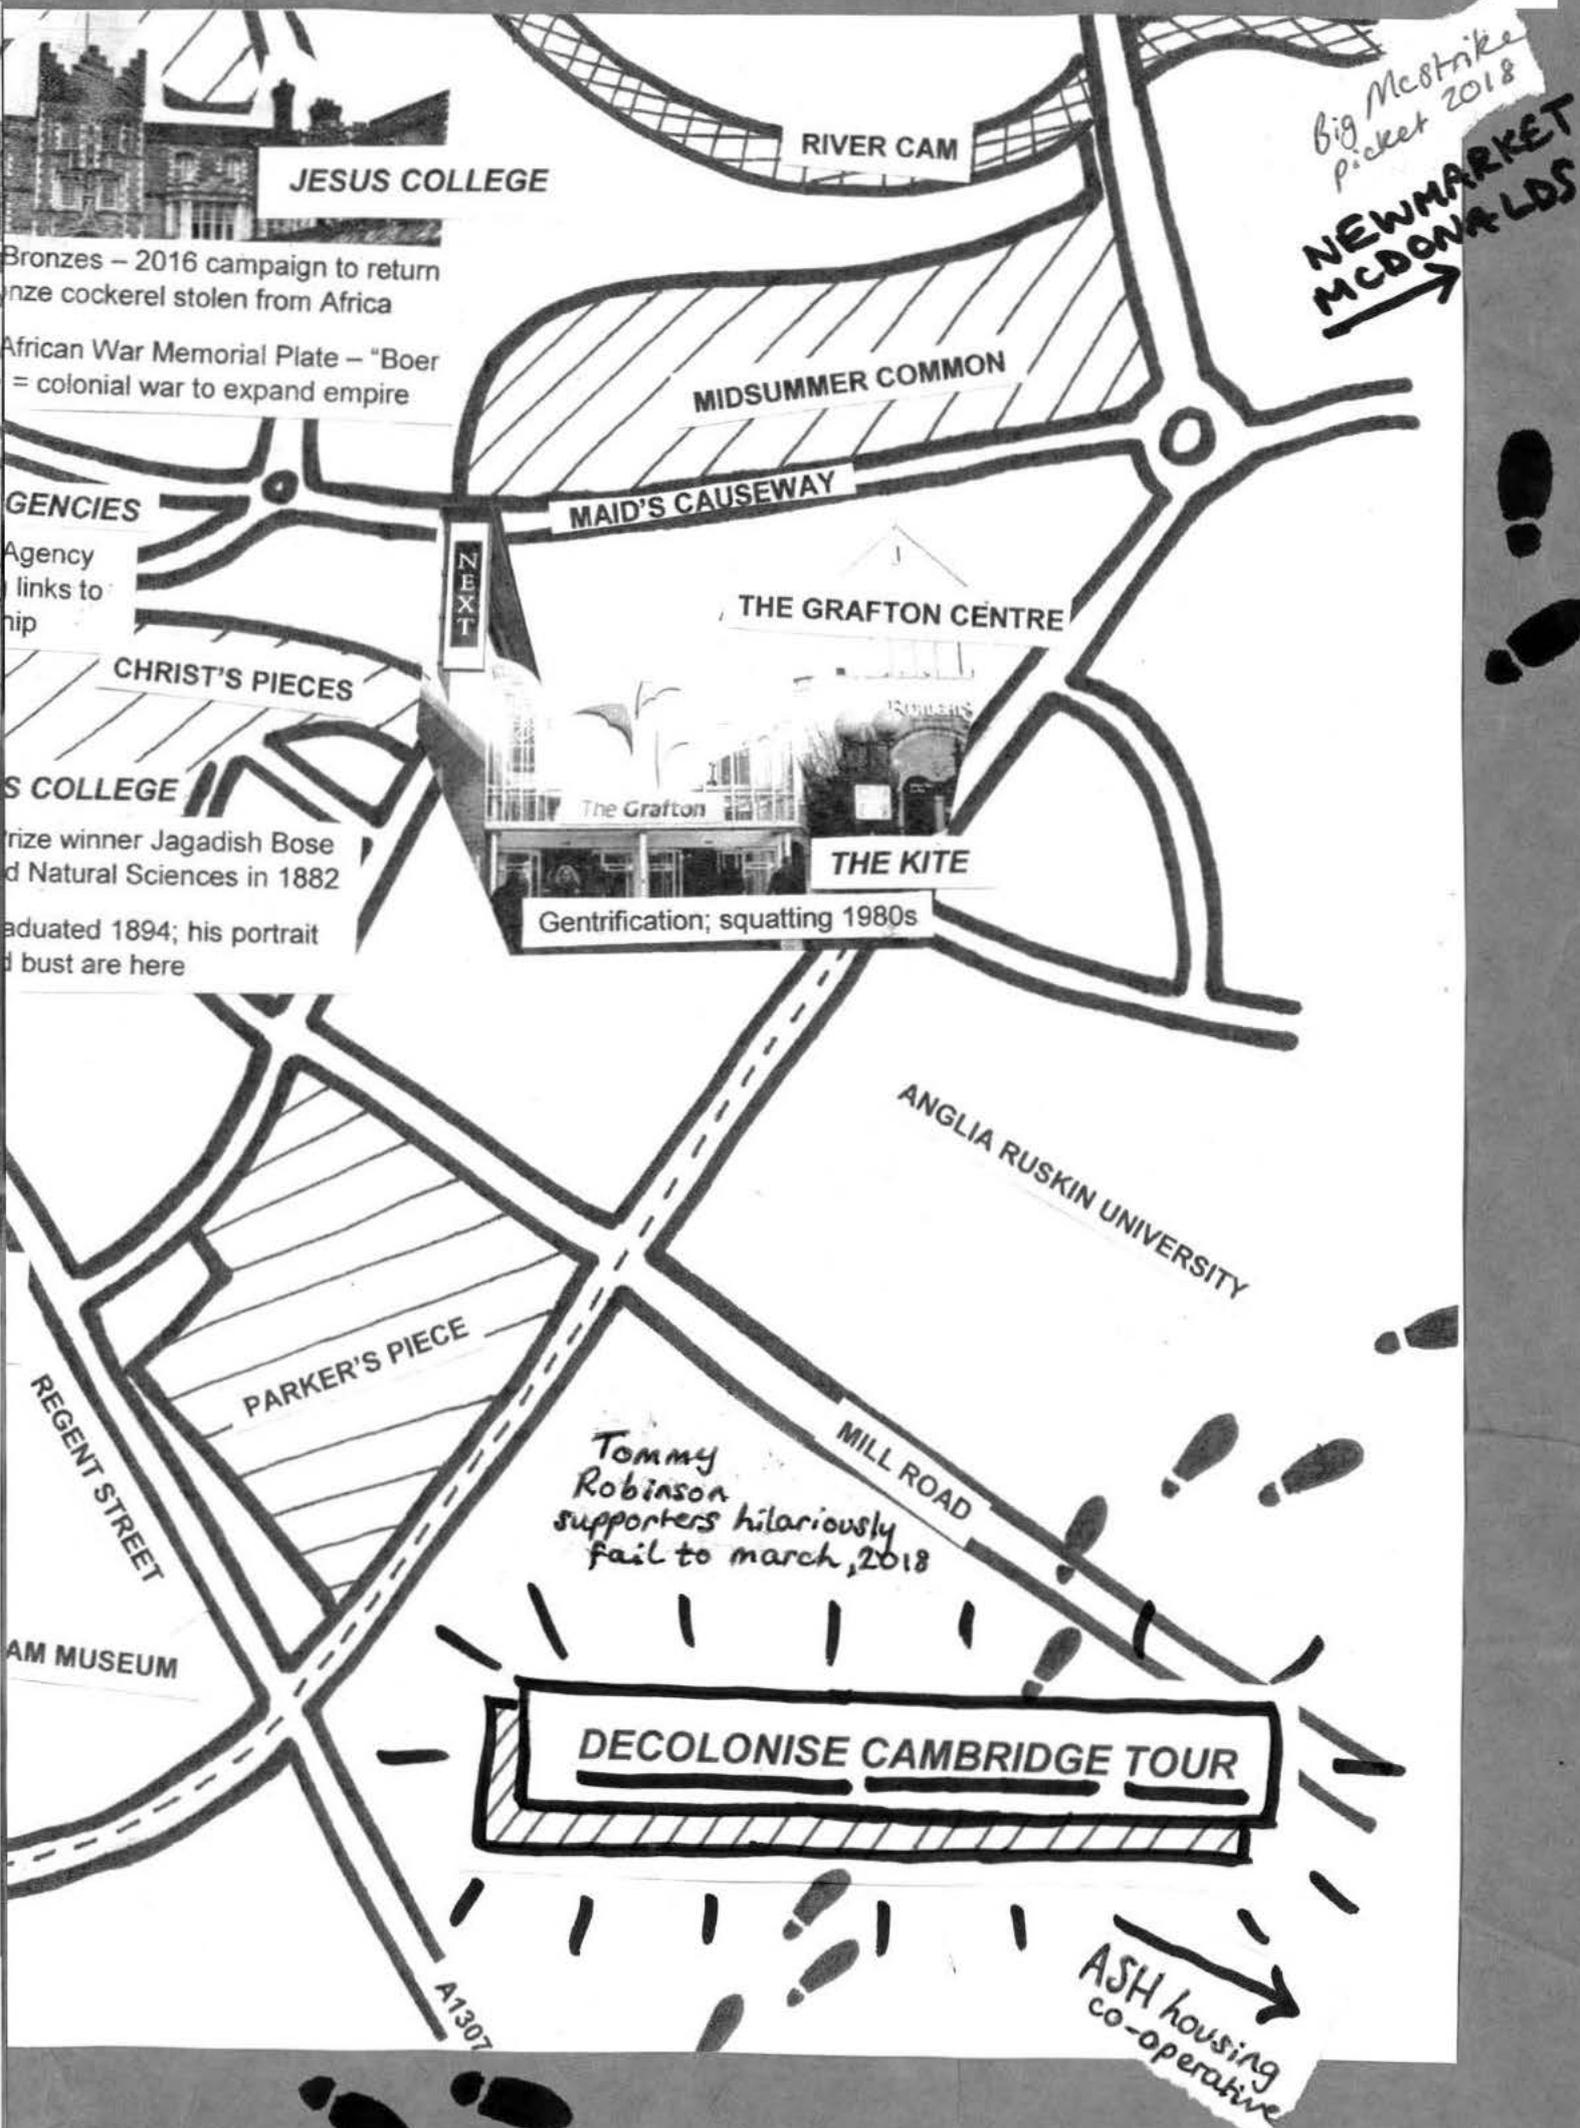 Big McStrike
Picket 2018
NEWMARKET
MCDONALDS
RIVER CAM
JESUS COLLEGE
Bronzes – 2016 campaign to return
nze cockerel stolen from Africa
African War Memorial Plate – “Boer
= colonial war to expand empire
MIDSUMMER COMMON
MAID'S CAUSEWAY
GENCIES
Agency
links to
hip
NEXT
THE GRAFTON CENTRE
CHRIST'S PIECES
The Grafton
S COLLEGE
rize winner Jagadish Bose
d Natural Sciences in 1882
aduated 1894; his portrait
d bust are here
THE KITE
Gentrification; squatting 1980s
ANGLIA RUSKIN UNIVERSITY
PARKER'S PIECE
REGENT STREET
MILL ROAD
Tommy
Robinson
supporters hilariously
fail to march, 2018
AM MUSEUM
DECOLONISE CAMBRIDGE TOUR
A1307
ASH housing
co-operative